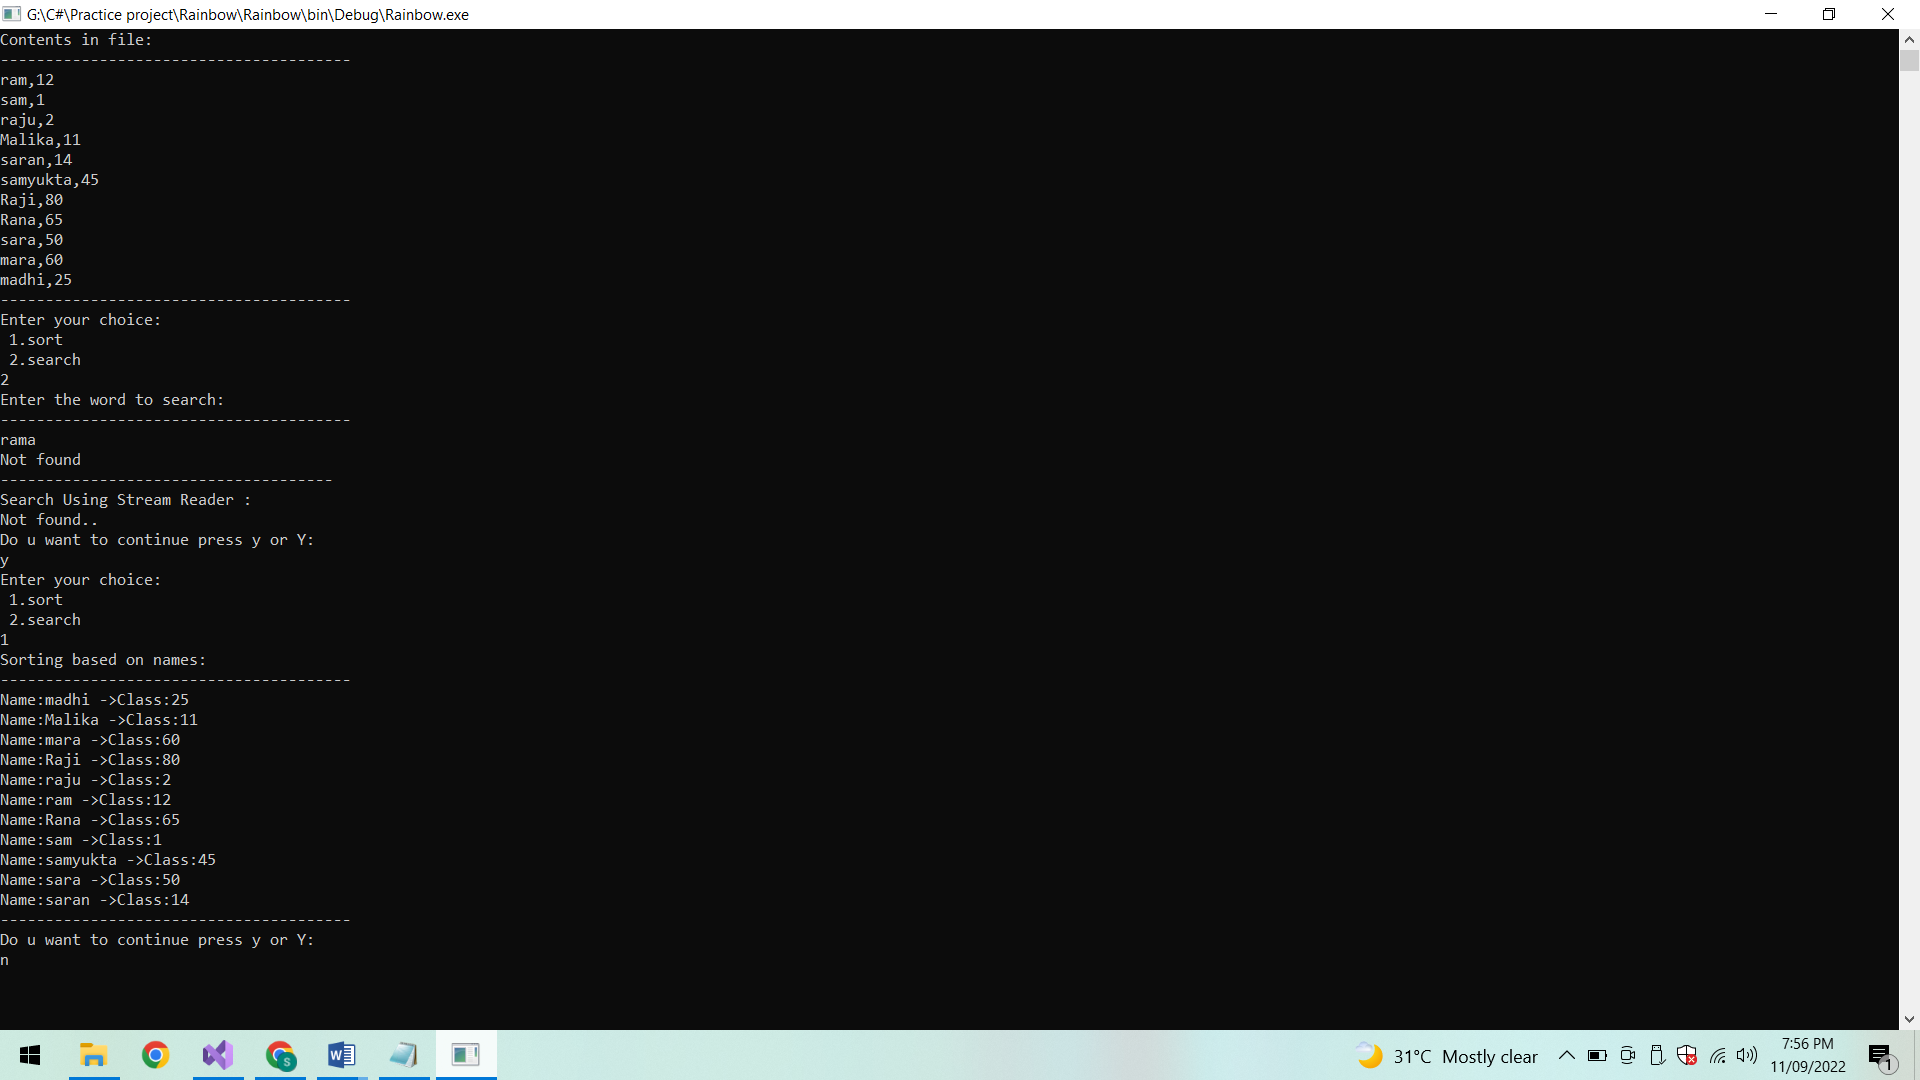 G:\C#\Practice project\Rainbow\Rainbow\bin\Debug\Rainbow.exe
Contents in file:
---------------------------------------
ram,12
sam,1
raju,2
Malika,11
saran,14
samyukta,45
Raji,80
Rana,65
sara,50
mara,60
madhi,25
---------------------------------------
Enter your choice:
 1.sort
 2.search
2
Enter the word to search:
---------------------------------------
rama
Not found
-------------------------------------
Search Using Stream Reader :
Not found..
Do u want to continue press y or Y:
y
Enter your choice:
 1.sort
 2.search
1
Sorting based on names:
---------------------------------------
Name:madhi ->Class:25
Name:Malika ->Class:11
Name:mara ->Class:60
Name:Raji ->Class:80
Name:raju ->Class:2
Name:ram ->Class:12
Name:Rana ->Class:65
Name:sam ->Class:1
Name:samyukta ->Class:45
Name:sara ->Class:50
Name:saran ->Class:14
---------------------------------------
Do u want to continue press y or Y:
n
S
W
31°C Mostly clear
7:56 PM
11/09/2022
1